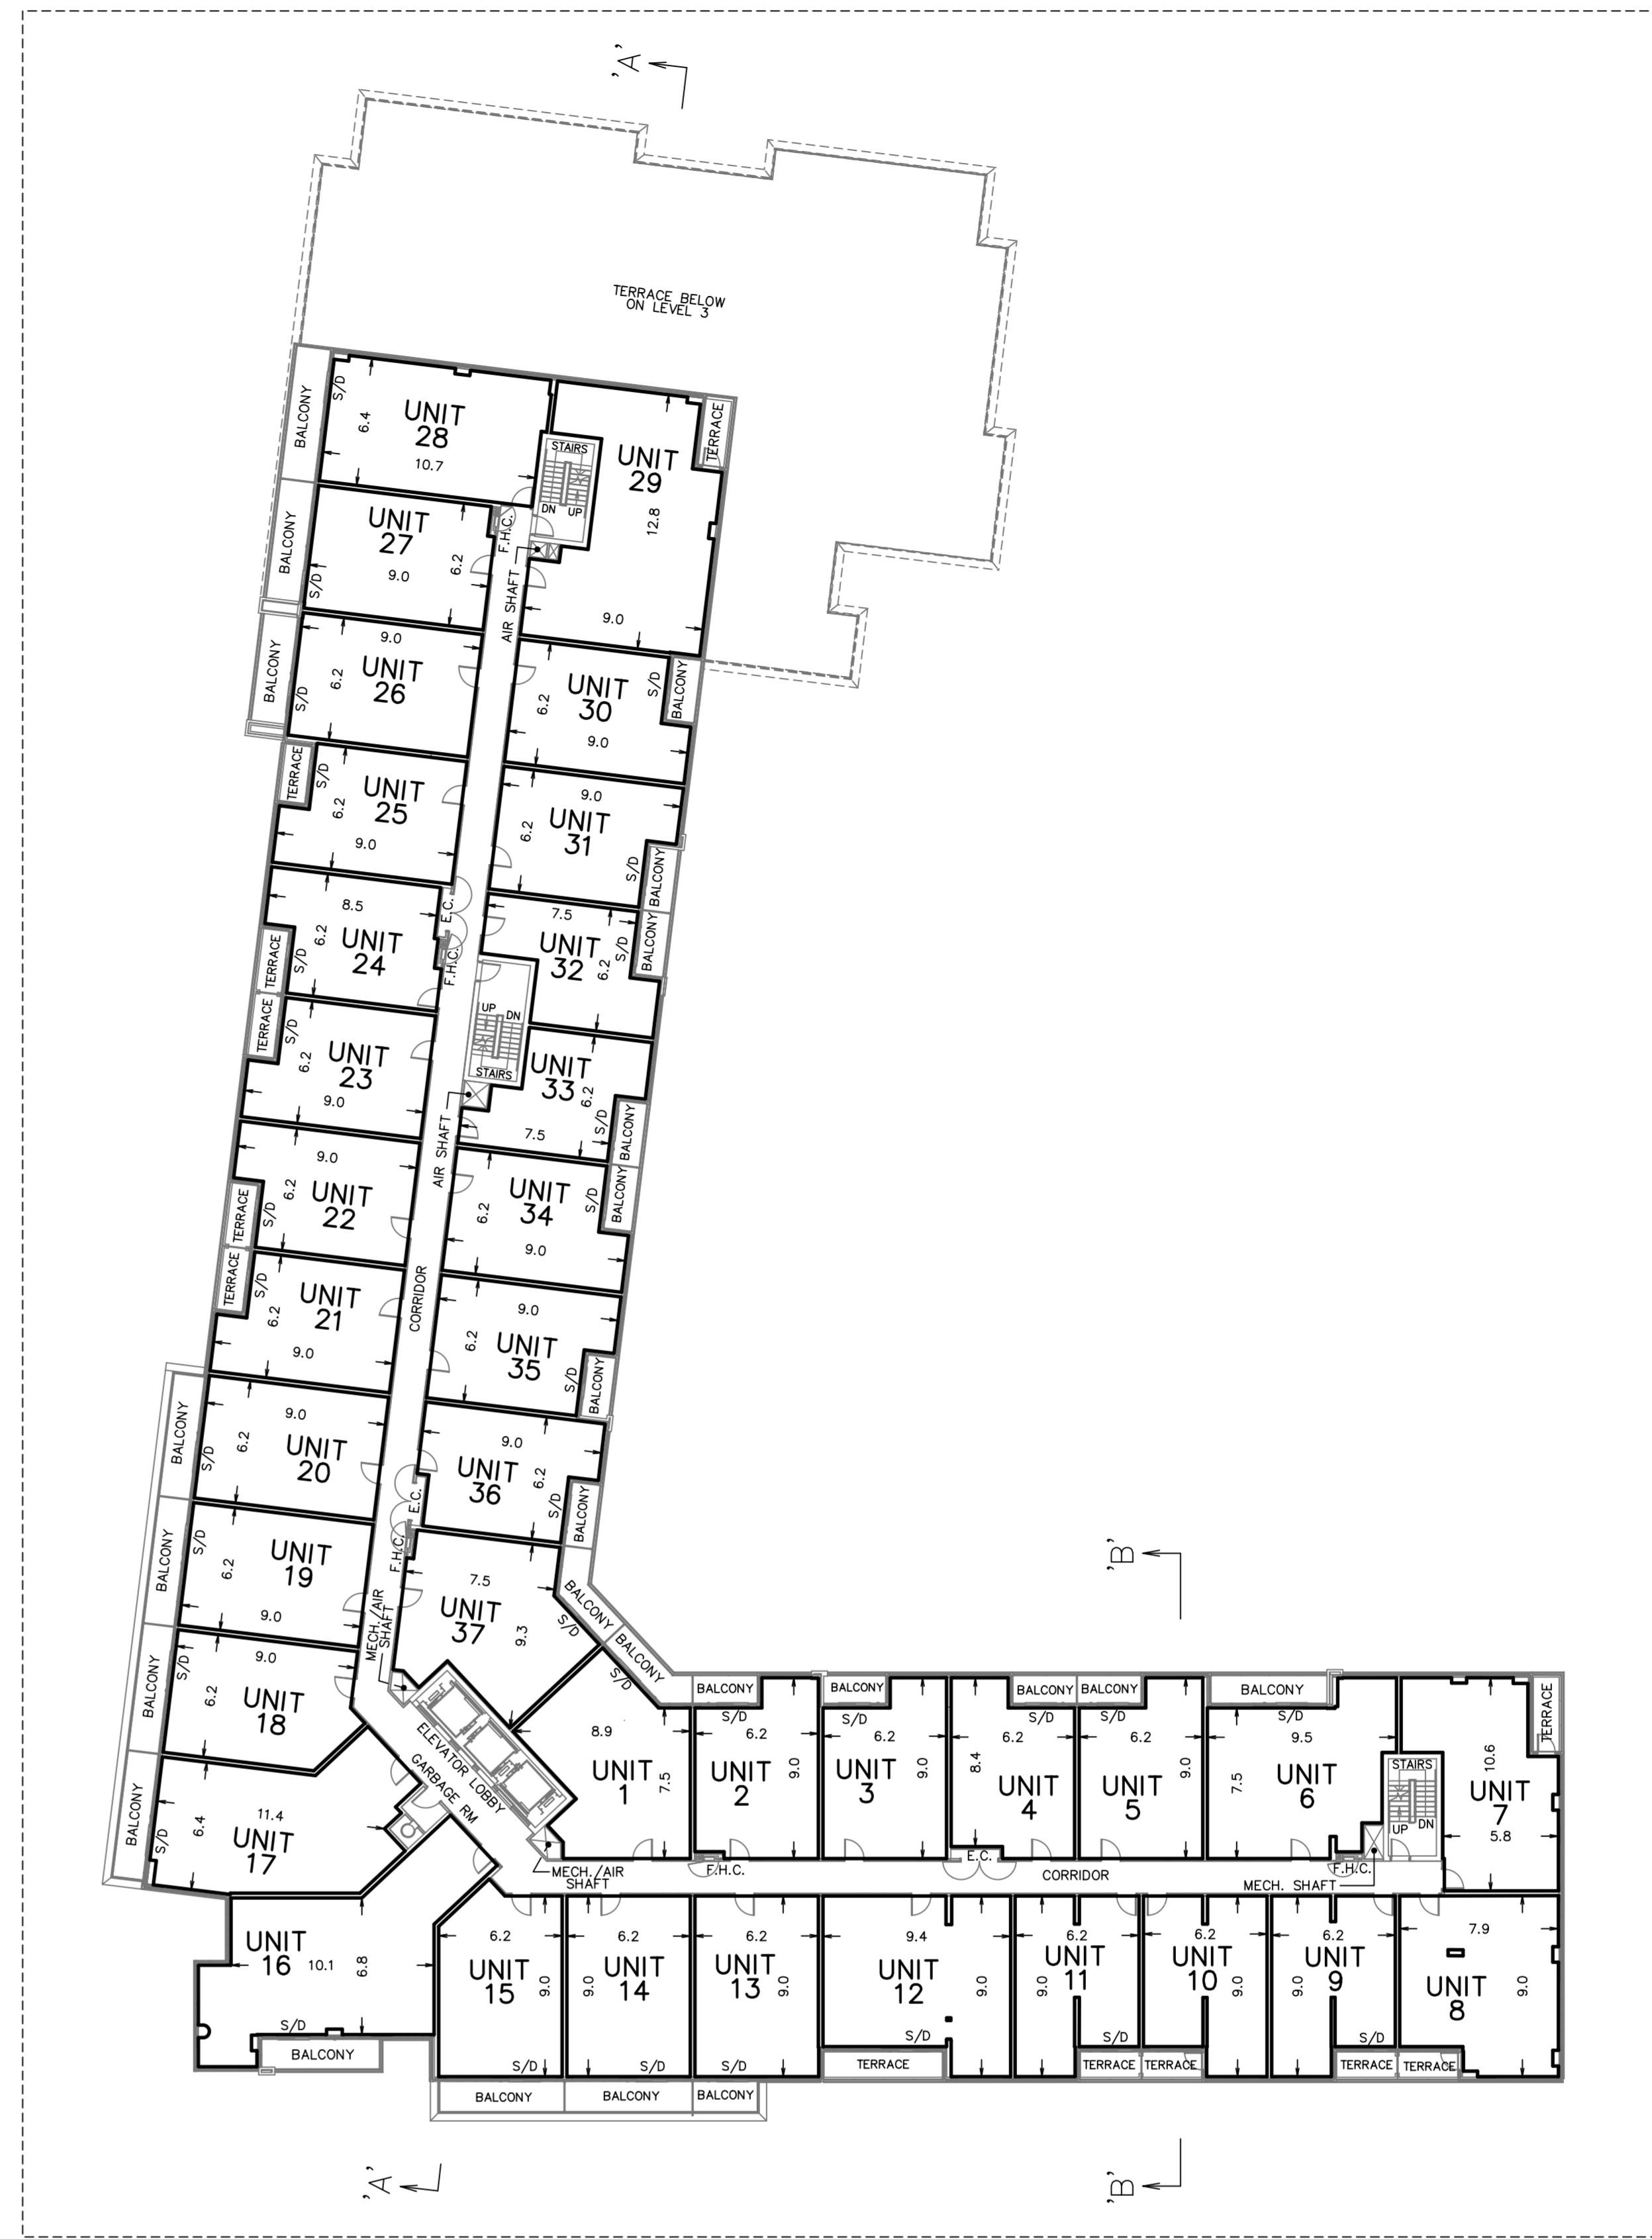 'A'
TERRACE BELOW
ON LEVEL 3
BALCONY
S/D
6.4
UNIT
28
10.7
STAIRS
DN
UP
UNIT
29
12.8
9.0
TERRACE
BALCONY
UNIT
27
9.0
6.2
S/D
F.H.C.
AIR SHAFT
BALCONY
9.0
6.2
UNIT
26
S/D
UNIT
30
6.2
9.0
S/D
BALCONY
TERRACE
S/D
UNIT
25
6.2
9.0
9.0
UNIT
31
6.2
S/D
BALCONY
8.5
6.2
UNIT
24
TERRACE
S/D
E.C.
F.H.C.
7.5
UNIT
32
6.2
S/D
BALCONY
TERRACE
S/D
UNIT
23
6.2
9.0
UP
DN
STAIRS
AIR SHAFT
UNIT
33
6.2
7.5
S/D
BALCONY
9.0
6.2
UNIT
22
TERRACE
S/D
UNIT
34
6.2
9.0
S/D
BALCONY
TERRACE
S/D
UNIT
21
6.2
9.0
CORRIDOR
9.0
6.2
UNIT
35
S/D
BALCONY
BALCONY
9.0
6.2
UNIT
20
S/D
9.0
UNIT
36
6.2
S/D
BALCONY
E.C.
F.H.C.
BALCONY
S/D
6.2
UNIT
19
9.0
MECH./AIR
SHAFT
7.5
UNIT
37
9.3
S/D
BALCONY
BALCONY
S/D
9.0
6.2
UNIT
18
ELEVATOR LOBBY
GARBAGE RM
BALCONY
S/D
6.4
11.4
UNIT
17
'B'
BALCONY
S/D
8.9
UNIT
1
7.5
BALCONY
S/D
6.2
UNIT
2
9.0
BALCONY
S/D
6.2
UNIT
3
9.0
BALCONY
S/D
8.4
6.2
UNIT
4
BALCONY
S/D
6.2
UNIT
5
9.0
BALCONY
S/D
9.5
7.5
UNIT
6
STAIRS
UP
DN
TERRACE
10.6
UNIT
7
5.8
MECH./AIR
SHAFT
F.H.C.
E.C.
CORRIDOR
MECH. SHAFT
F.H.C.
UNIT
16
10.1
6.8
S/D
BALCONY
6.2
UNIT
15
9.0
S/D
BALCONY
6.2
UNIT
14
9.0
S/D
BALCONY
6.2
UNIT
13
9.0
S/D
BALCONY
9.4
UNIT
12
9.0
S/D
TERRACE
6.2
UNIT
11
9.0
S/D
TERRACE
6.2
UNIT
10
9.0
TERRACE
6.2
UNIT
9
9.0
S/D
TERRACE
7.9
UNIT
8
9.0
TERRACE
'A'
'B'